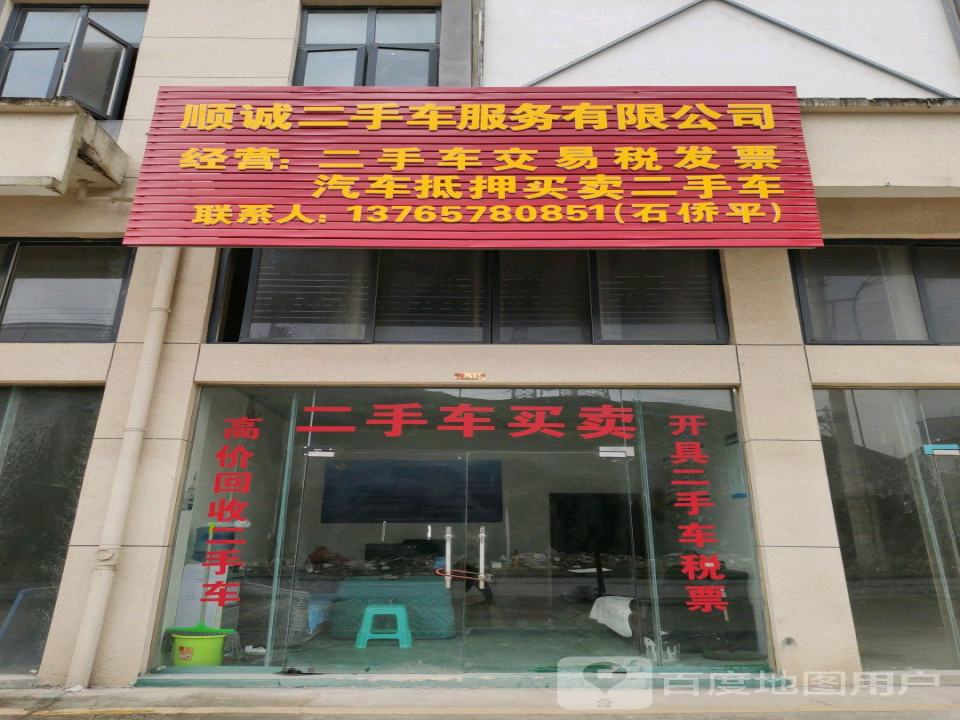 顺诚二手车服务有限公司
经营：二手车交易税发票
汽车抵押买卖二手车
联系人：13765780851（石侨平）
二手车买卖
高价回收二手车
开具二手车税票
百度地图用户